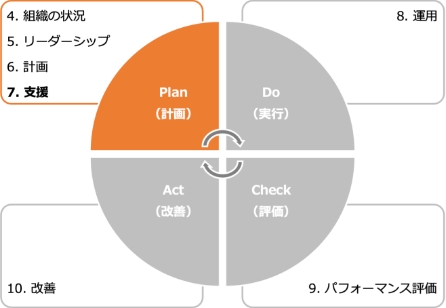 4. 組織の状況
5. リーダーシップ
6. 計画
7. 支援
8. 運用
Plan
（計画）
Do
（実行）
Act
（改善）
Check
（評価）
10. 改善
9. パフォーマンス評価